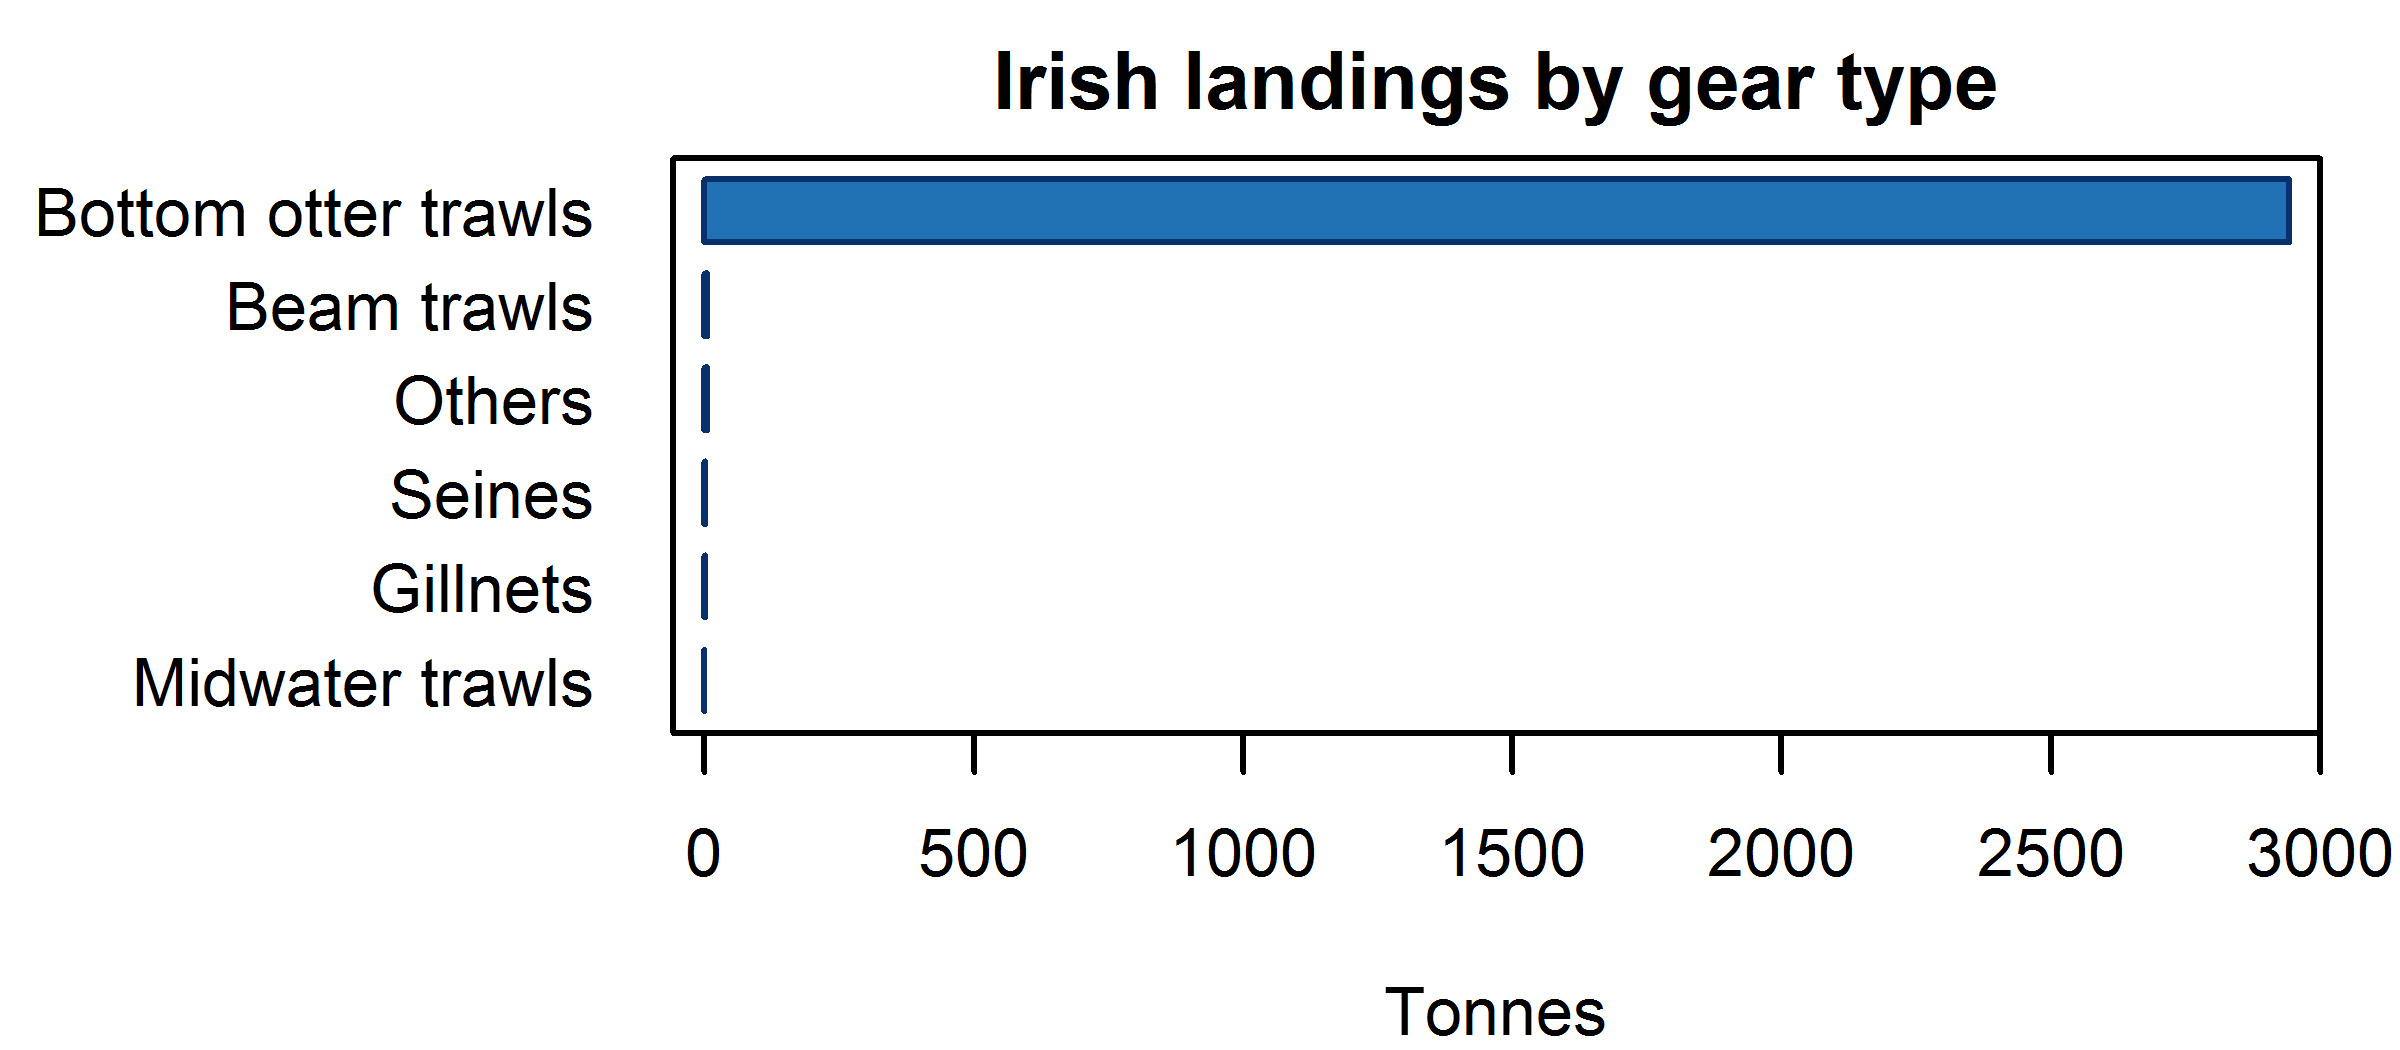 Irish landings by gear type
Bottom otter trawls
Beam trawls
Others
Seines
Gillnets
Midwater trawls
0 500 1000 1500 2000 2500 3000
Tonnes